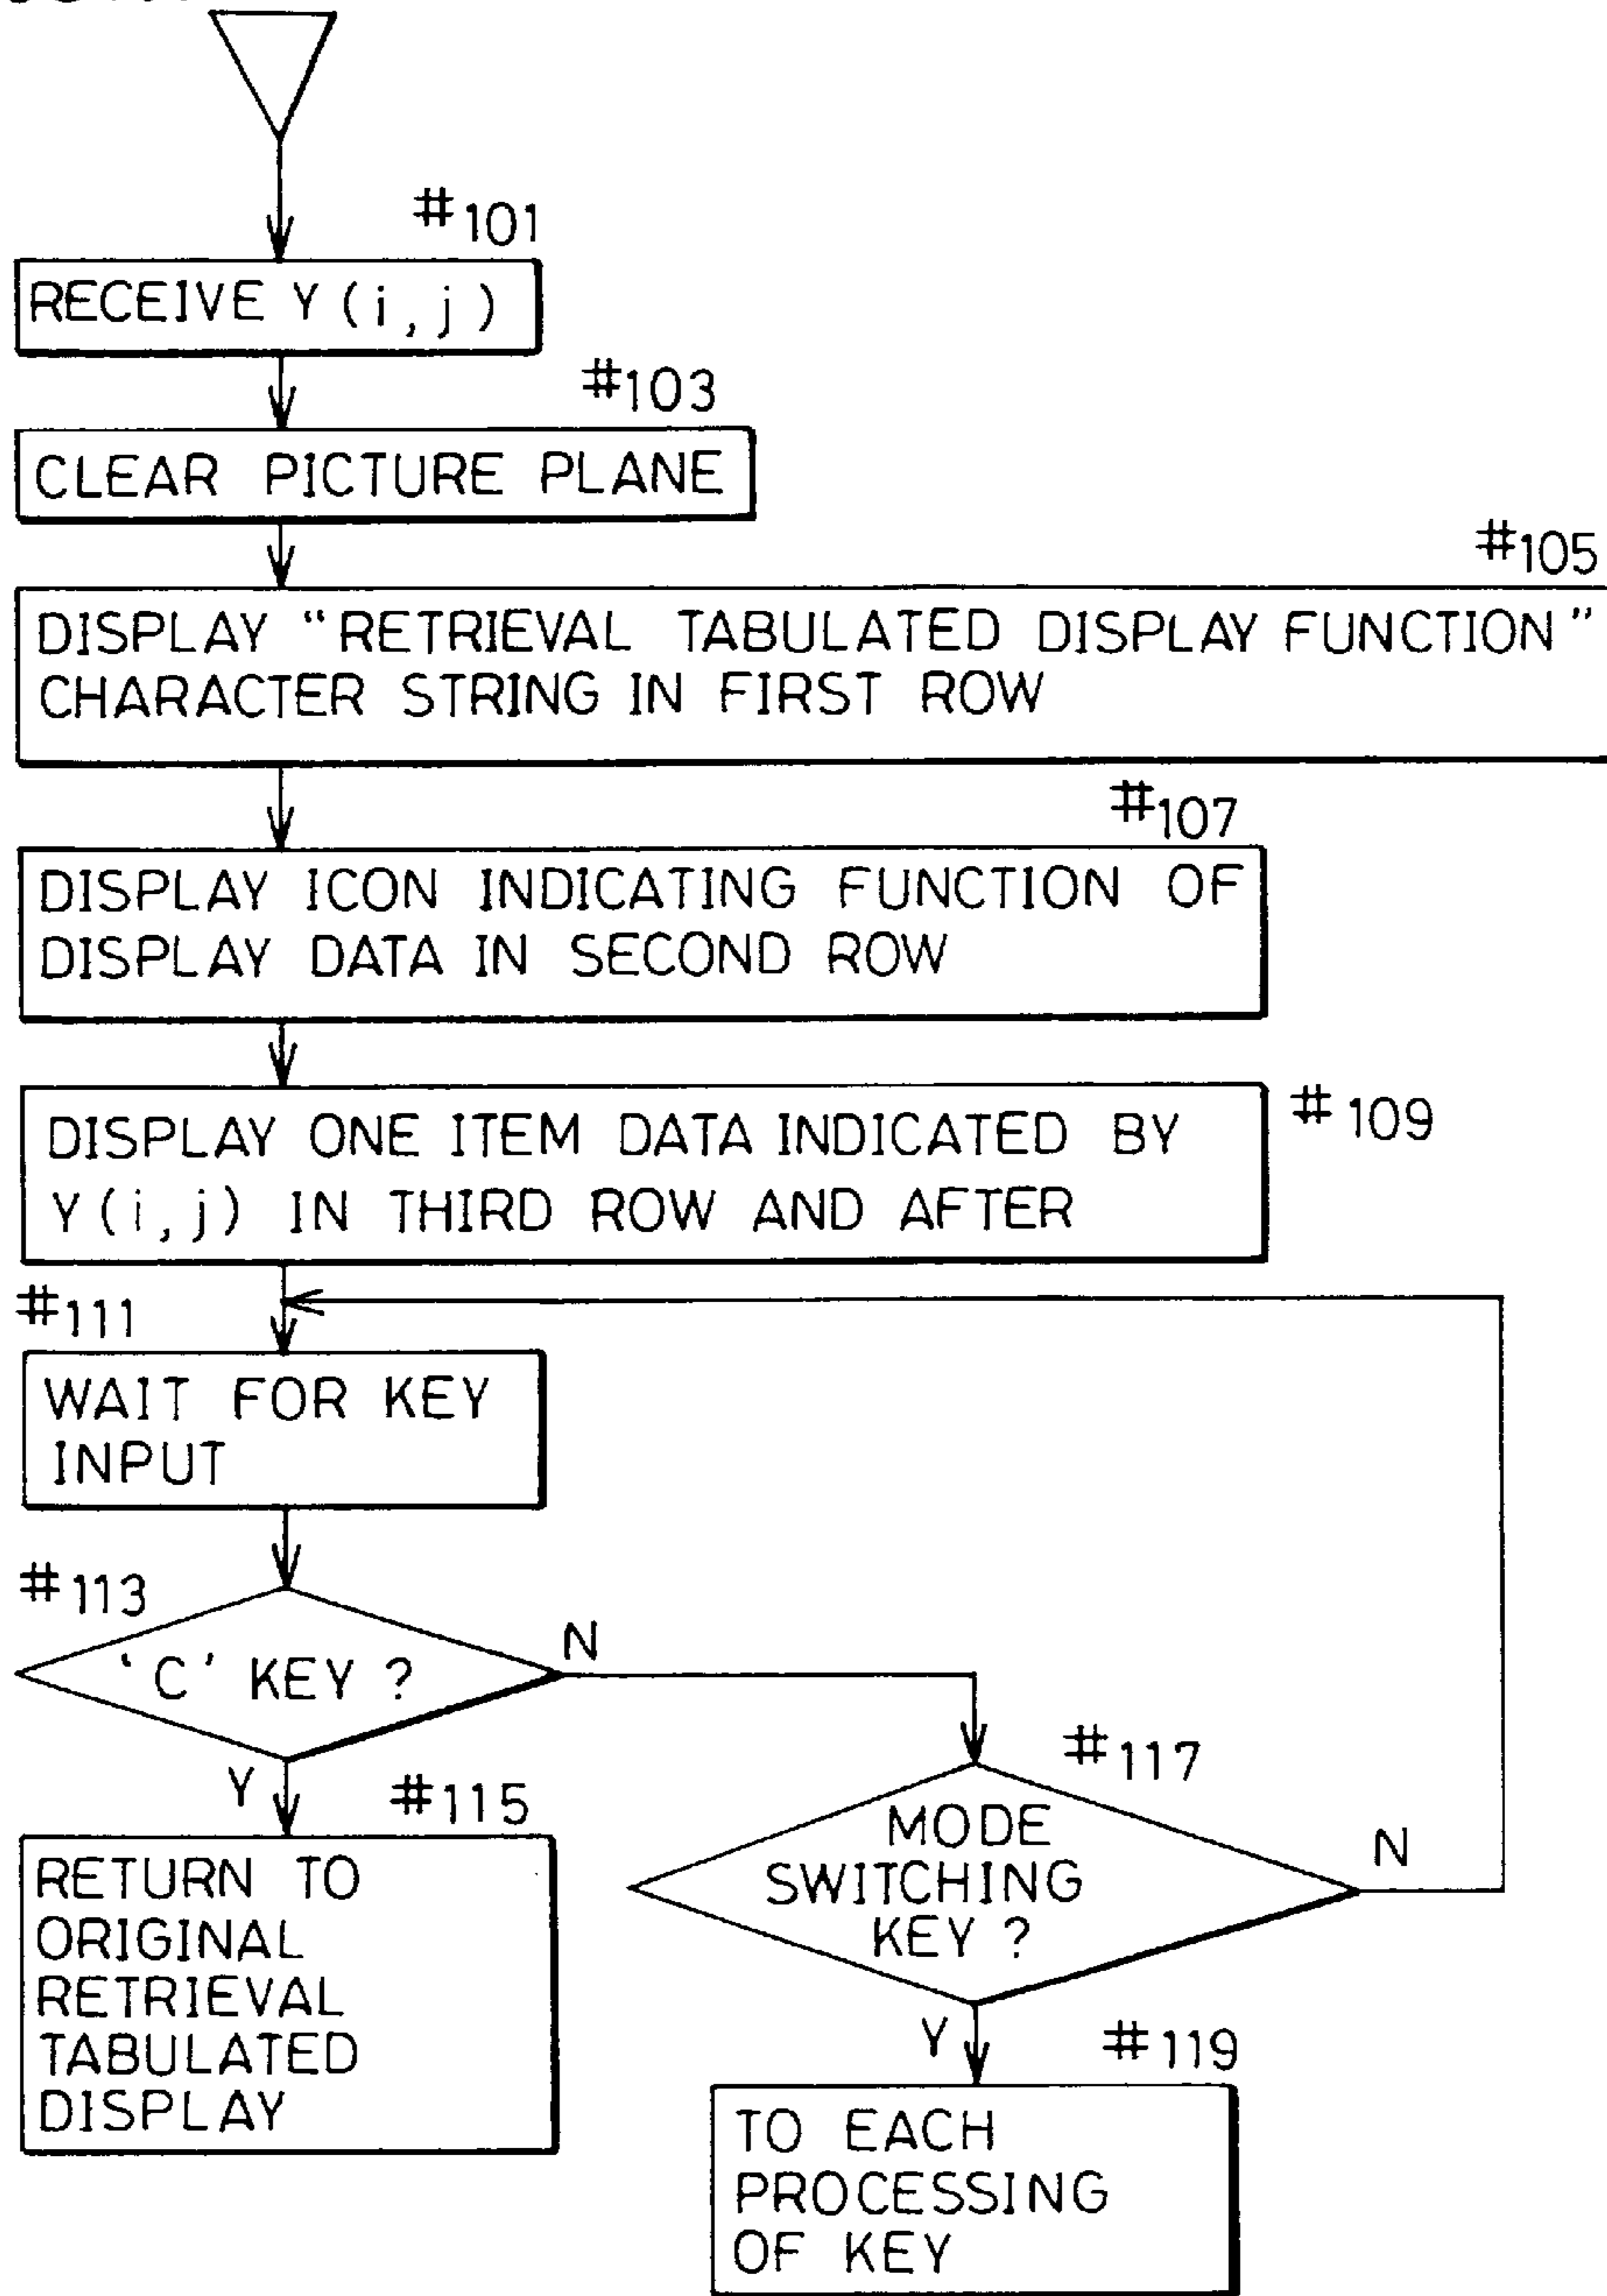 #101
RECEIVE Y(i,j)
#103
CLEAR PICTURE PLANE
#105
DISPLAY “RETRIEVAL TABULATED DISPLAY FUNCTION”
CHARACTER STRING IN FIRST ROW
#107
DISPLAY ICON INDICATING FUNCTION OF
DISPLAY DATA IN SECOND ROW
#109
DISPLAY ONE ITEM DATA INDICATED BY
Y(i,j) IN THIRD ROW AND AFTER
#111
WAIT FOR KEY
INPUT
#113
‘C’ KEY?
N
Y
#115
RETURN TO
ORIGINAL
RETRIEVAL
TABULATED
DISPLAY
#117
MODE
SWITCHING
KEY?
N
Y
#119
TO EACH
PROCESSING
OF KEY